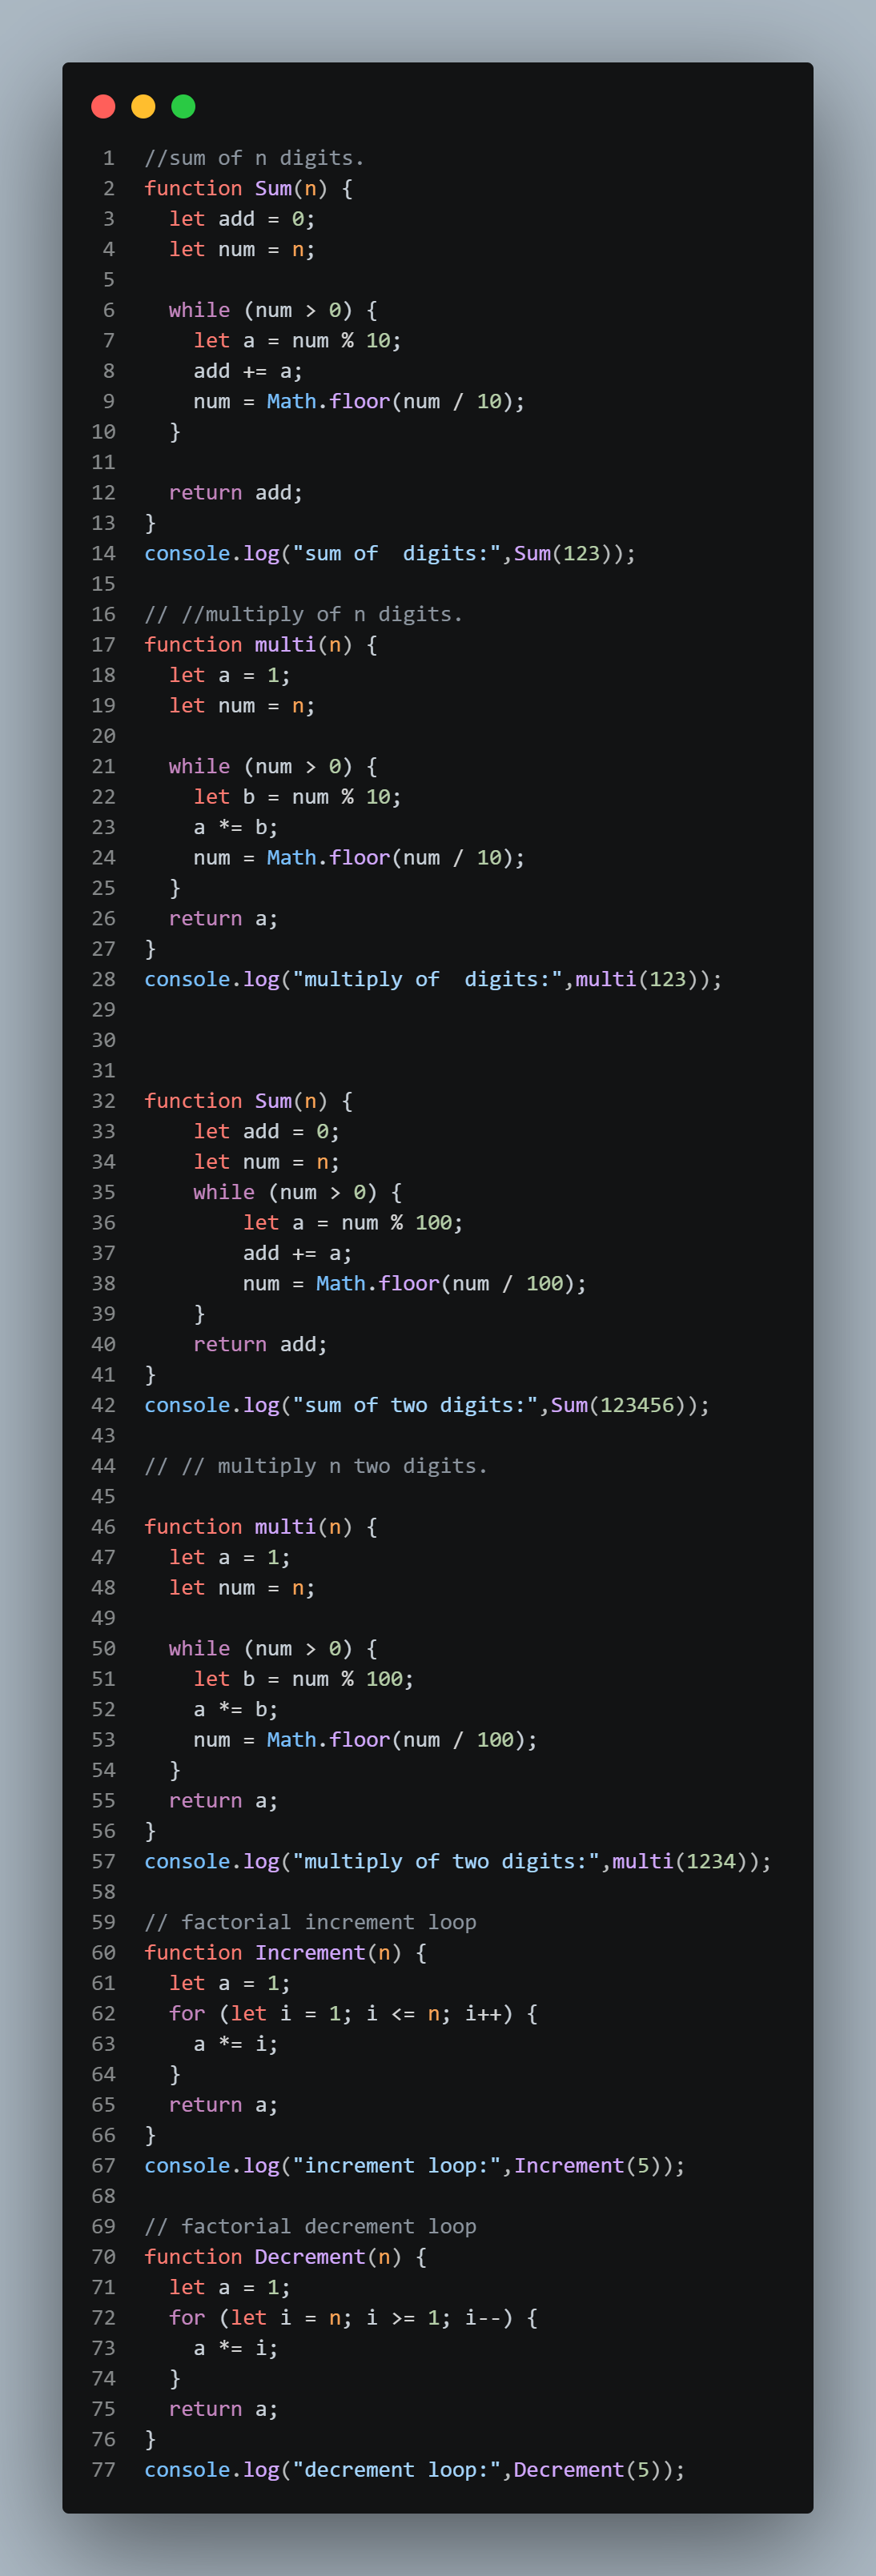 1 //sum of n digits.
2 function Sum(n) {
3   let add = 0;
4   let num = n;
5
6   while (num > 0) {
7     let a = num % 10;
8     add += a;
9     num = Math.floor(num / 10);
10   }
11
12   return add;
13 }
14 console.log("sum of  digits:",Sum(123));
15
16 // //multiply of n digits.
17 function multi(n) {
18   let a = 1;
19   let num = n;
20
21   while (num > 0) {
22     let b = num % 10;
23     a *= b;
24     num = Math.floor(num / 10);
25   }
26   return a;
27 }
28 console.log("multiply of  digits:",multi(123));
29
30
31
32 function Sum(n) {
33     let add = 0;
34     let num = n;
35     while (num > 0) {
36         let a = num % 100;
37         add += a;
38         num = Math.floor(num / 100);
39     }
40     return add;
41 }
42 console.log("sum of two digits:",Sum(123456));
43
44 // // multiply n two digits.
45
46 function multi(n) {
47   let a = 1;
48   let num = n;
49
50   while (num > 0) {
51     let b = num % 100;
52     a *= b;
53     num = Math.floor(num / 100);
54   }
55   return a;
56 }
57 console.log("multiply of two digits:",multi(1234));
58
59 // factorial increment loop
60 function Increment(n) {
61   let a = 1;
62   for (let i = 1; i <= n; i++) {
63     a *= i;
64   }
65   return a;
66 }
67 console.log("increment loop:",Increment(5));
68
69 // factorial decrement loop
70 function Decrement(n) {
71   let a = 1;
72   for (let i = n; i >= 1; i--) {
73     a *= i;
74   }
75   return a;
76 }
77 console.log("decrement loop:",Decrement(5));